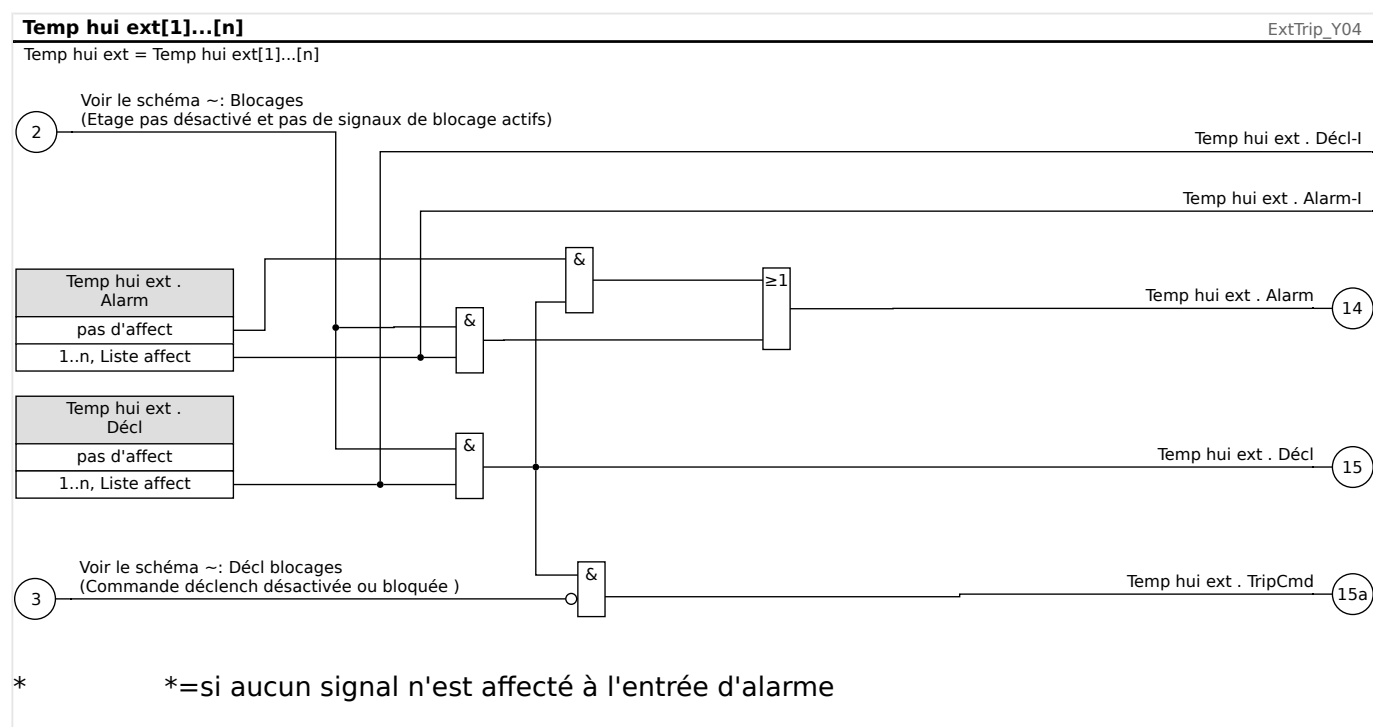 Temp hui ext[1]...[n]
ExtTrip_Y04
Temp hui ext = Temp hui ext[1]...[n]
Voir le schéma ~: Blocages
(Etage pas désactivé et pas de signaux de blocage actifs)
2
Temp hui ext . Décl-I
Temp hui ext . Alarm-I
&
Temp hui ext .
Alarm
≥1
Temp hui ext . Alarm
14
pas d'affect
&
1..n, Liste affect
Temp hui ext .
Décl
&
pas d'affect
Temp hui ext . Décl
15
1..n, Liste affect
Voir le schéma ~: Décl blocages
(Commande déclench désactivée ou bloquée )
3
&
Temp hui ext . TripCmd
15a
*
*=si aucun signal n'est affecté à l'entrée d'alarme